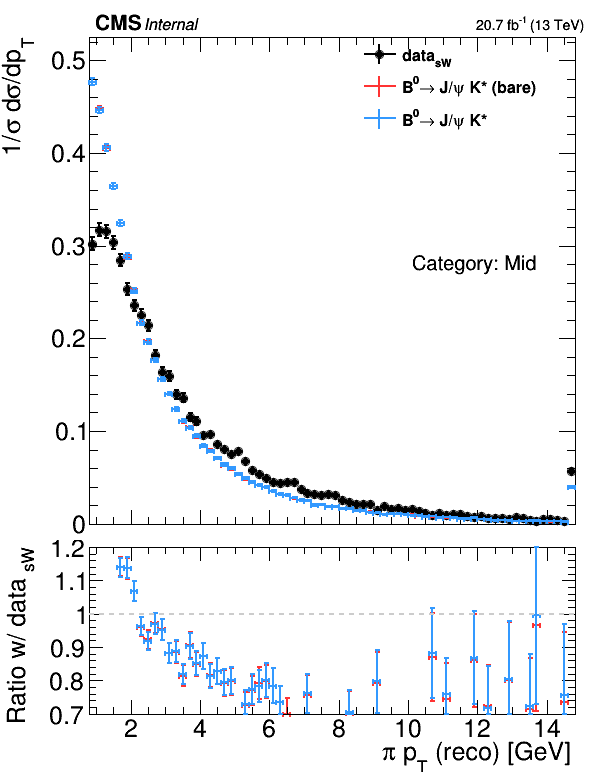 CMS Internal 20.7 fb⁻¹ (13 TeV)
1/σ dσ/dp_T
data_sW
B⁰→ J/ψ K* (bare)
B⁰→ J/ψ K*
Category: Mid
0.5
0.4
0.3
0.2
0.1
0
Ratio w/ data sW
1.2
1.1
1
0.9
0.8
0.7
2 4 6 8 10 12 14
π p_T (reco) [GeV]